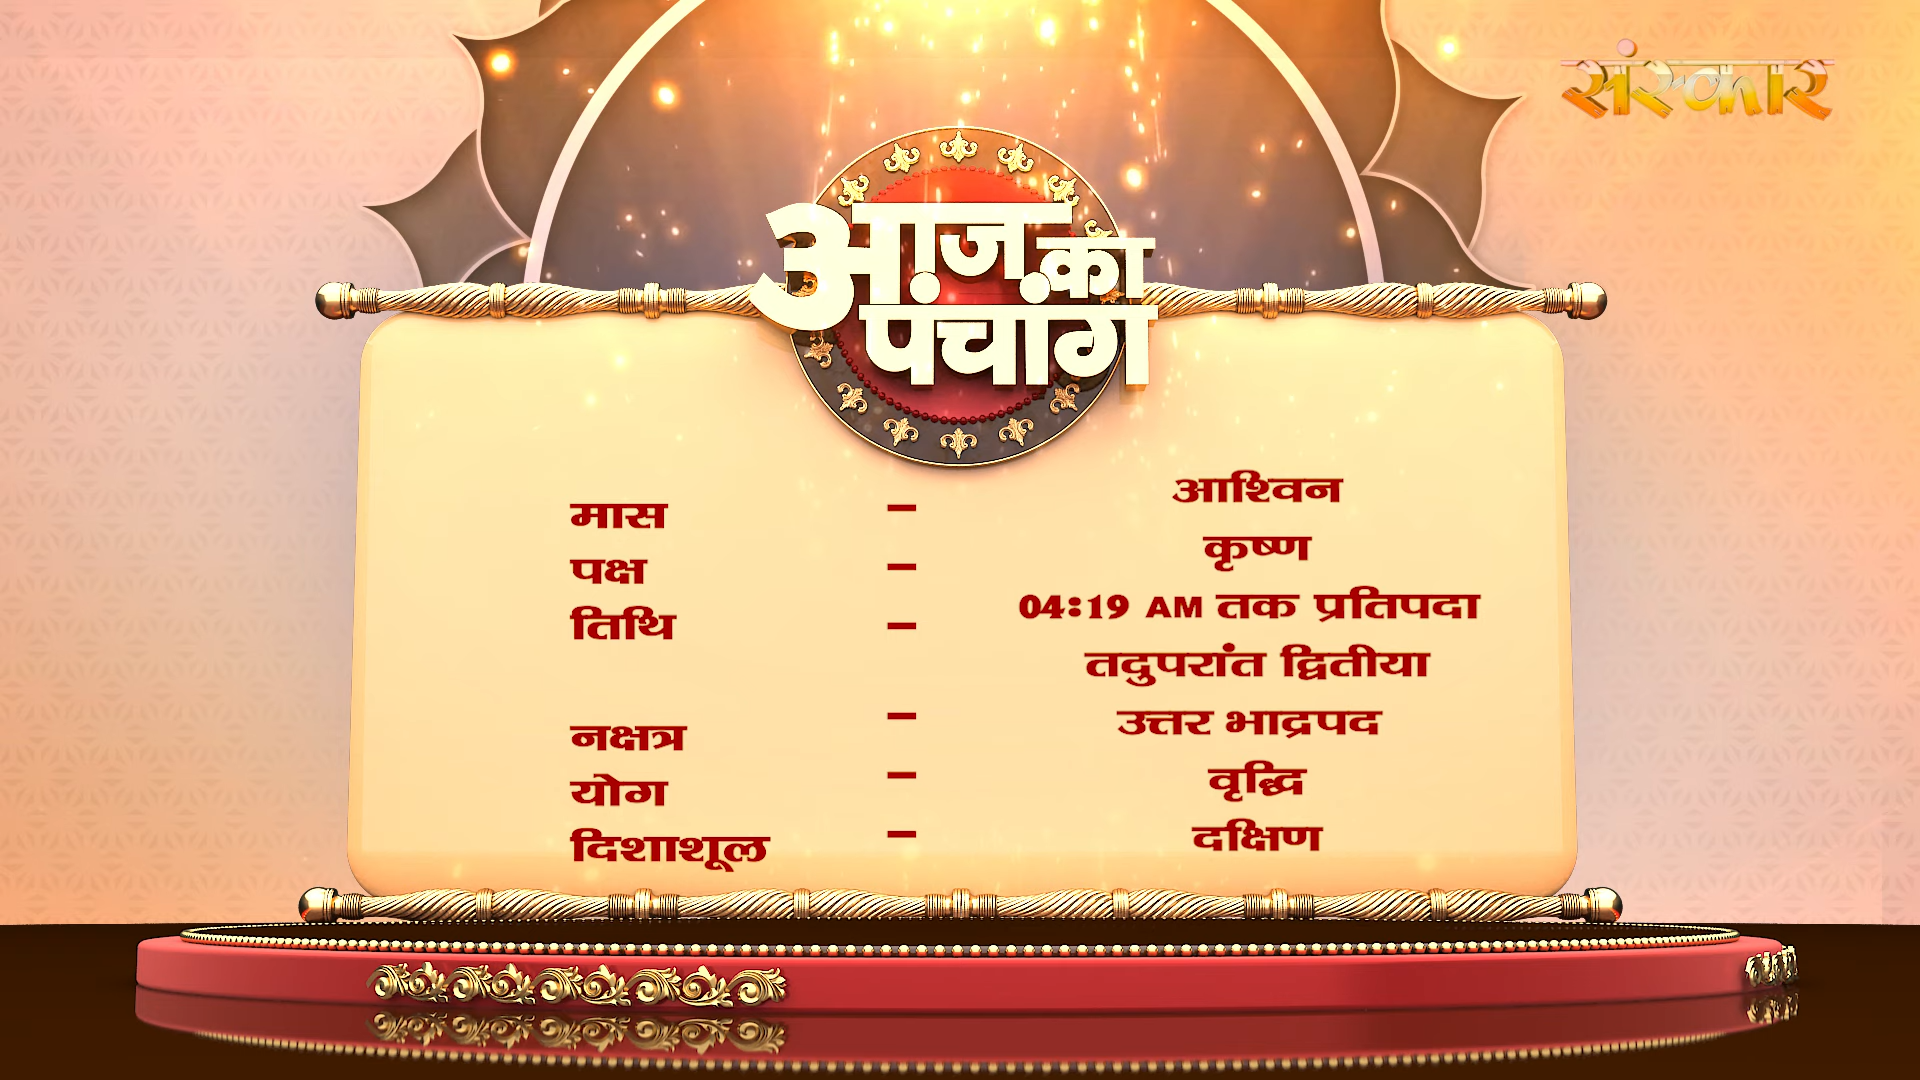 संस्कार
आज का
पंचांग
मास – आश्विन
पक्ष – कृष्ण
तिथि – 04:19 AM तक प्रतिपदा
तदुपरांत द्वितीया
नक्षत्र – उत्तर भाद्रपद
योग – वृद्धि
दिशाशूल – दक्षिण